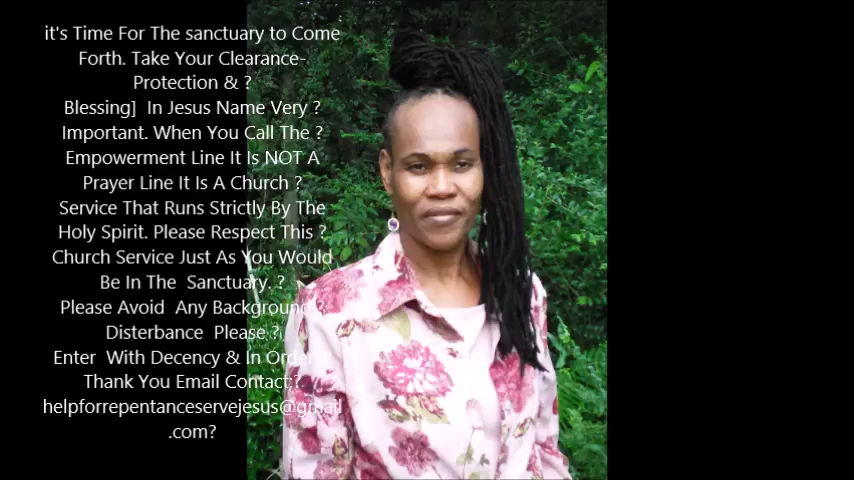 it's Time For The sanctuary to Come
Forth. Take Your Clearance-
Protection & ?
Blessing]  In Jesus Name Very ?
Important. When You Call The ?
Empowerment Line It Is NOT A
Prayer Line It Is A Church ?
Service That Runs Strictly By The
Holy Spirit. Please Respect This ?
Church Service Just As You Would
Be In The  Sanctuary. ?
Please Avoid  Any Background ?
Disterbance  Please ?
Enter  With Decency & In Order ?
Thank You Email Contact;?
helpforrepentanceservejesus@gmail
.com?